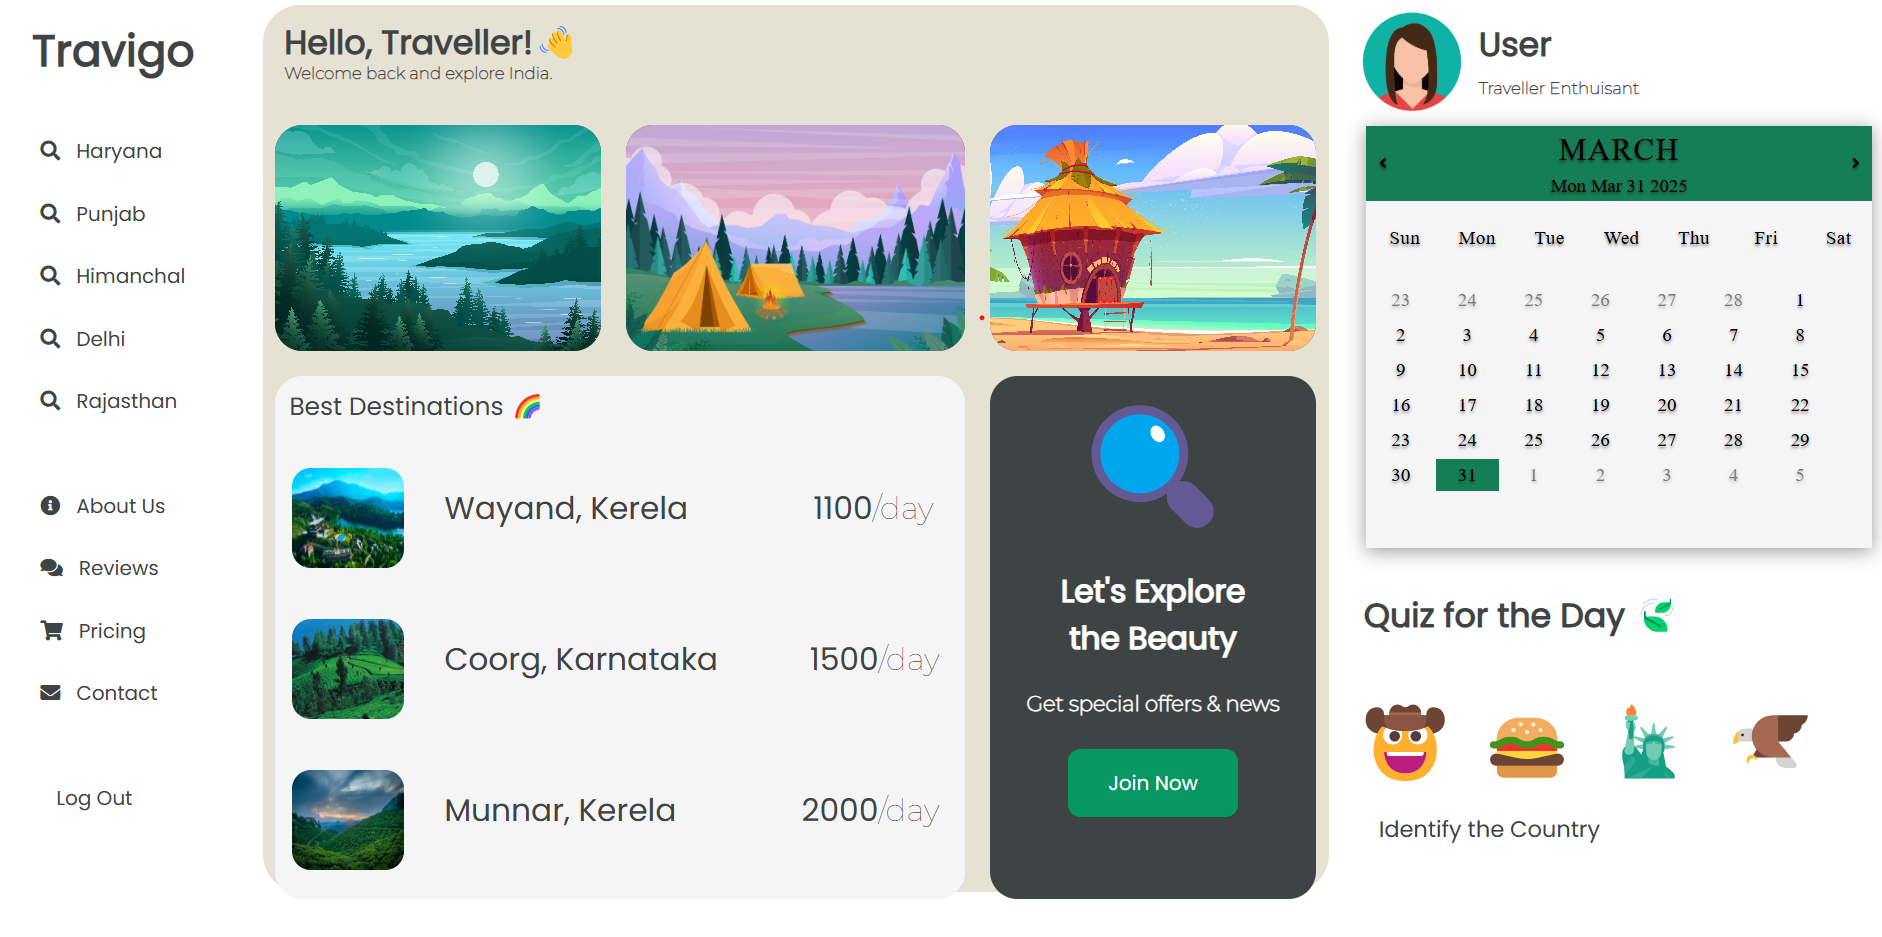 Travigo
Haryana
Punjab
Himanchal
Delhi
Rajasthan
About Us
Reviews
Pricing
Contact
Log Out
Hello, Traveller! 👋
Welcome back and explore India.
Best Destinations 🌈
Wayand, Kerela 1100/day
Coorg, Karnataka 1500/day
Munnar, Kerela 2000/day
Let's Explore
the Beauty
Get special offers & news
Join Now
User
Traveller Enthuisant
MARCH
Mon Mar 31 2025
Sun Mon Tue Wed Thu Fri Sat
23 24 25 26 27 28 1
2 3 4 5 6 7 8
9 10 11 12 13 14 15
16 17 18 19 20 21 22
23 24 25 26 27 28 29
30 31 1 2 3 4 5
Quiz for the Day
Identify the Country